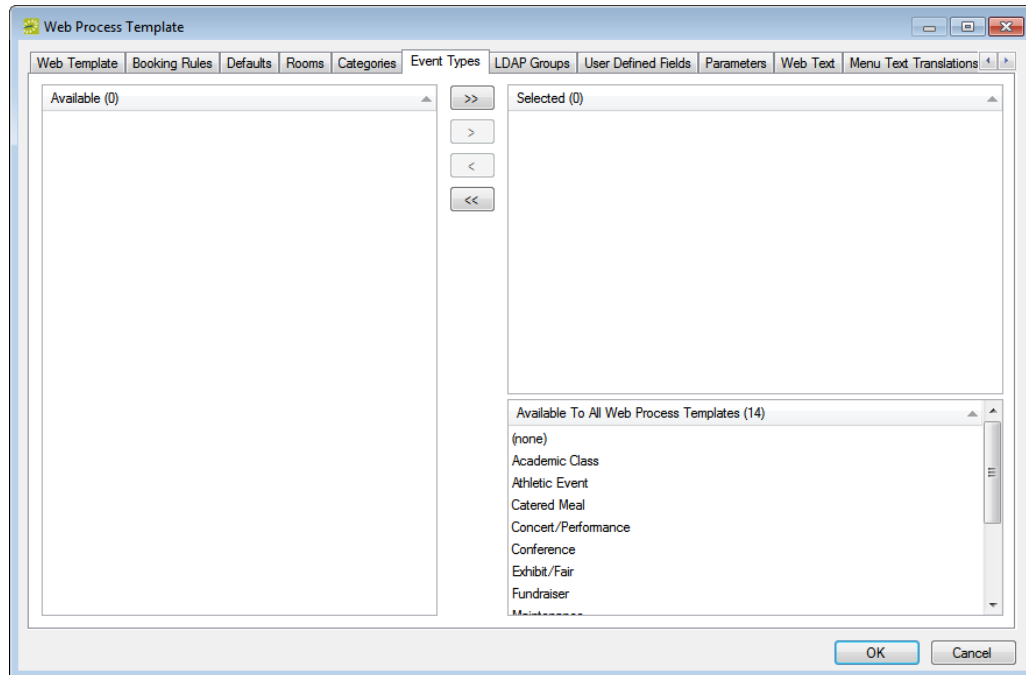 Web Process Template
Web Template Booking Rules Defaults Rooms Categories Event Types LDAP Groups User Defined Fields Parameters Web Text Menu Text Translations
Available (0)
>>
>
<
<<
Selected (0)
Available To All Web Process Templates (14)
(none)
Academic Class
Athletic Event
Catered Meal
Concert/Performance
Conference
Exhibit/Fair
Fundraiser
Maintenance
OK Cancel